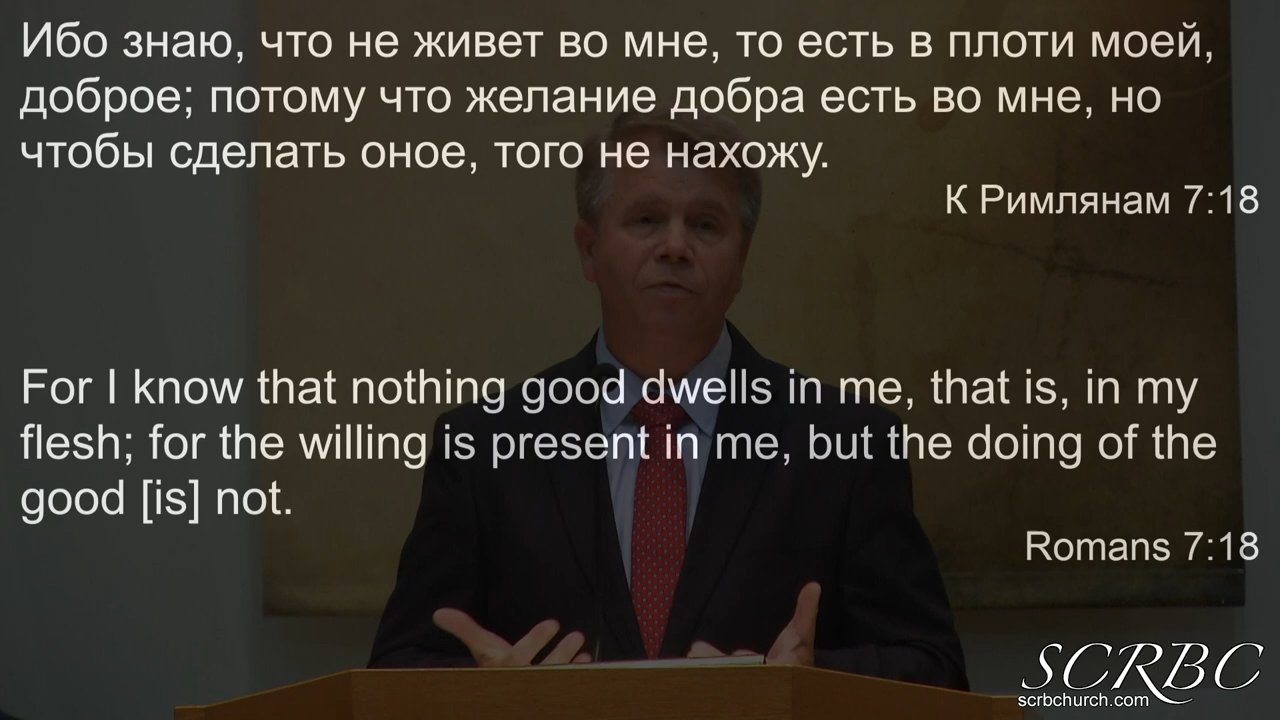 Ибо знаю, что не живет во мне, то есть в плоти моей,
доброе; потому что желание добра есть во мне, но
чтобы сделать оное, того не нахожу.
К Римлянам 7:18
For I know that nothing good dwells in me, that is, in my
flesh; for the willing is present in me, but the doing of the
good [is] not.
Romans 7:18
SCRBC
scrbchurch.com